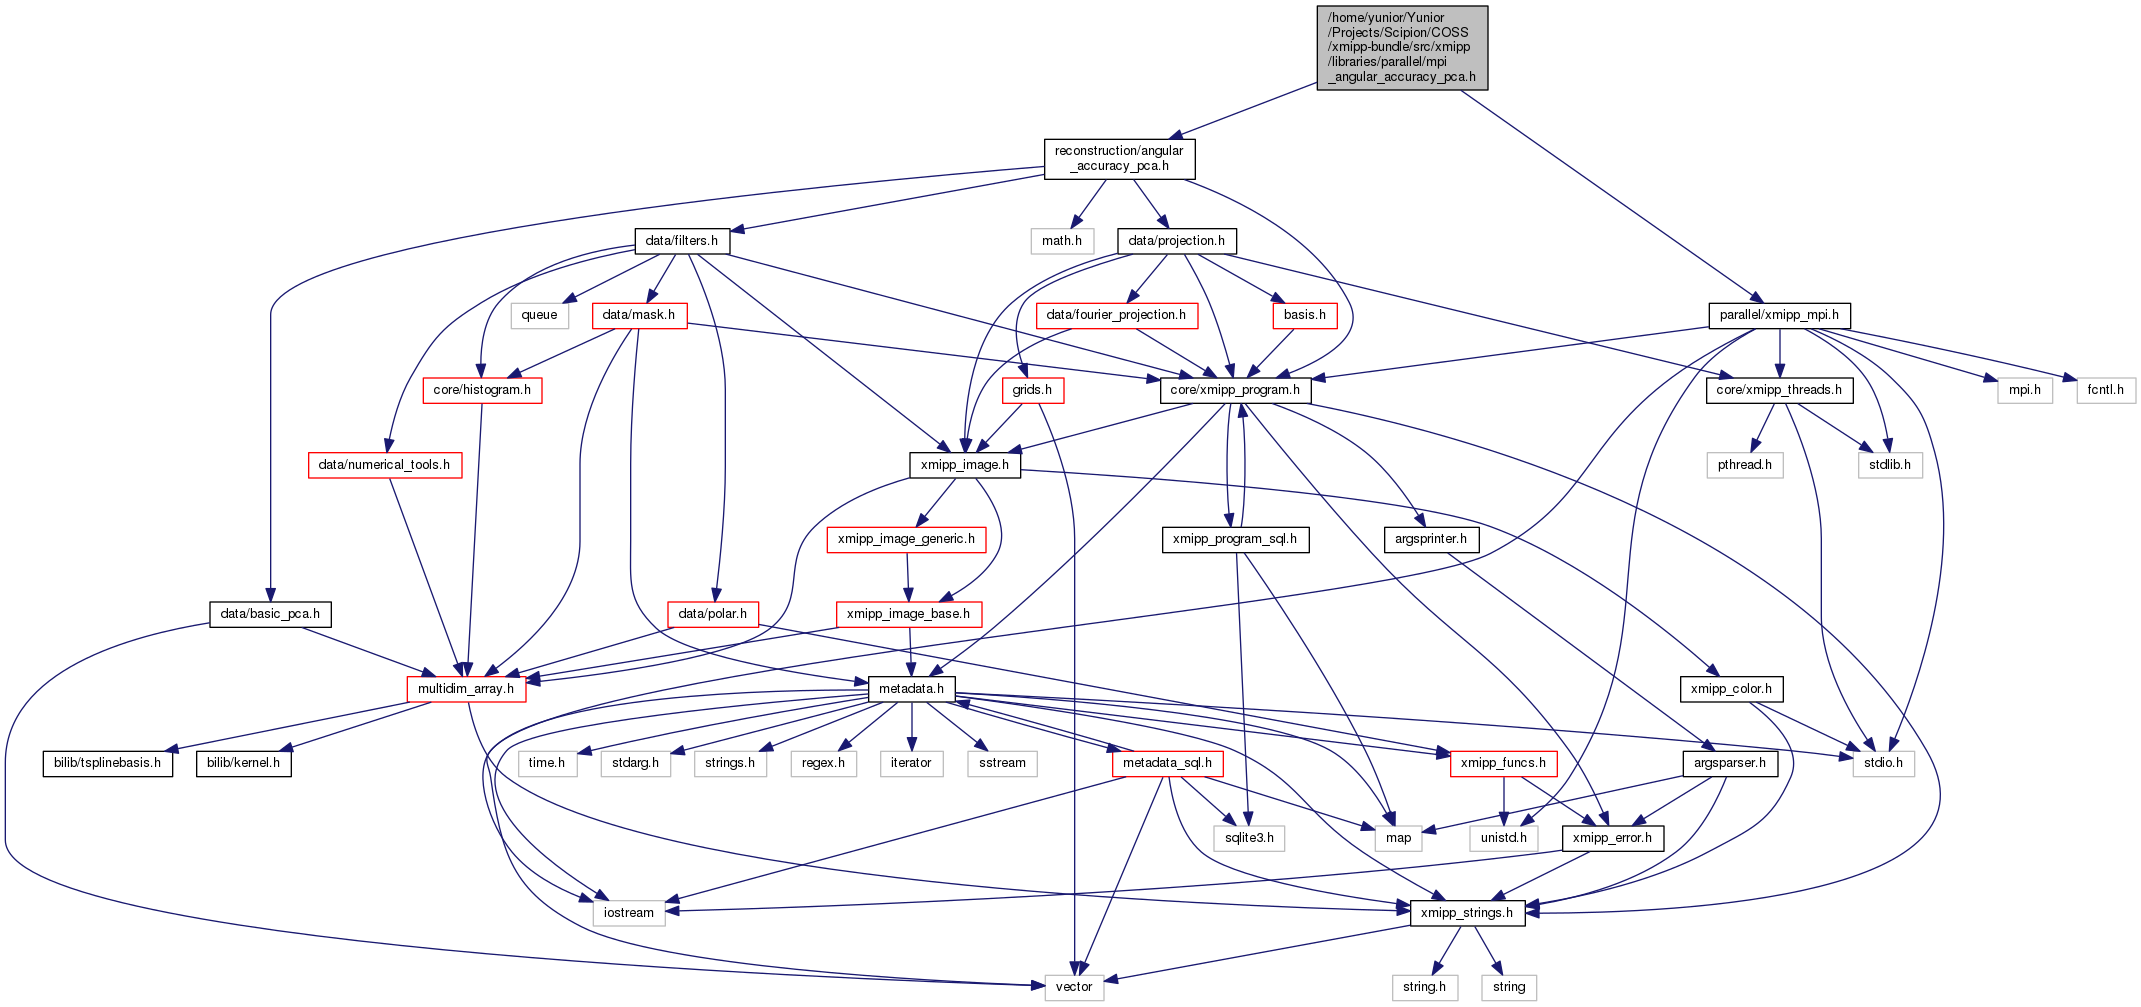 /home/yunior/Yunior
/Projects/Scipion/COSS
/xmipp-bundle/src/xmipp
/libraries/parallel/mpi
_angular_accuracy_pca.h
reconstruction/angular
_accuracy_pca.h
data/filters.h
math.h
data/projection.h
queue
data/mask.h
data/fourier_projection.h
basis.h
parallel/xmipp_mpi.h
core/histogram.h
grids.h
core/xmipp_program.h
core/xmipp_threads.h
mpi.h
fcntl.h
data/numerical_tools.h
xmipp_image.h
pthread.h
stdlib.h
xmipp_image_generic.h
xmipp_program_sql.h
argsprinter.h
data/basic_pca.h
data/polar.h
xmipp_image_base.h
multidim_array.h
metadata.h
xmipp_color.h
bilib/tsplinebasis.h
bilib/kernel.h
time.h
stdarg.h
strings.h
regex.h
iterator
sstream
metadata_sql.h
xmipp_funcs.h
argsparser.h
stdio.h
sqlite3.h
map
unistd.h
xmipp_error.h
iostream
xmipp_strings.h
vector
string.h
string